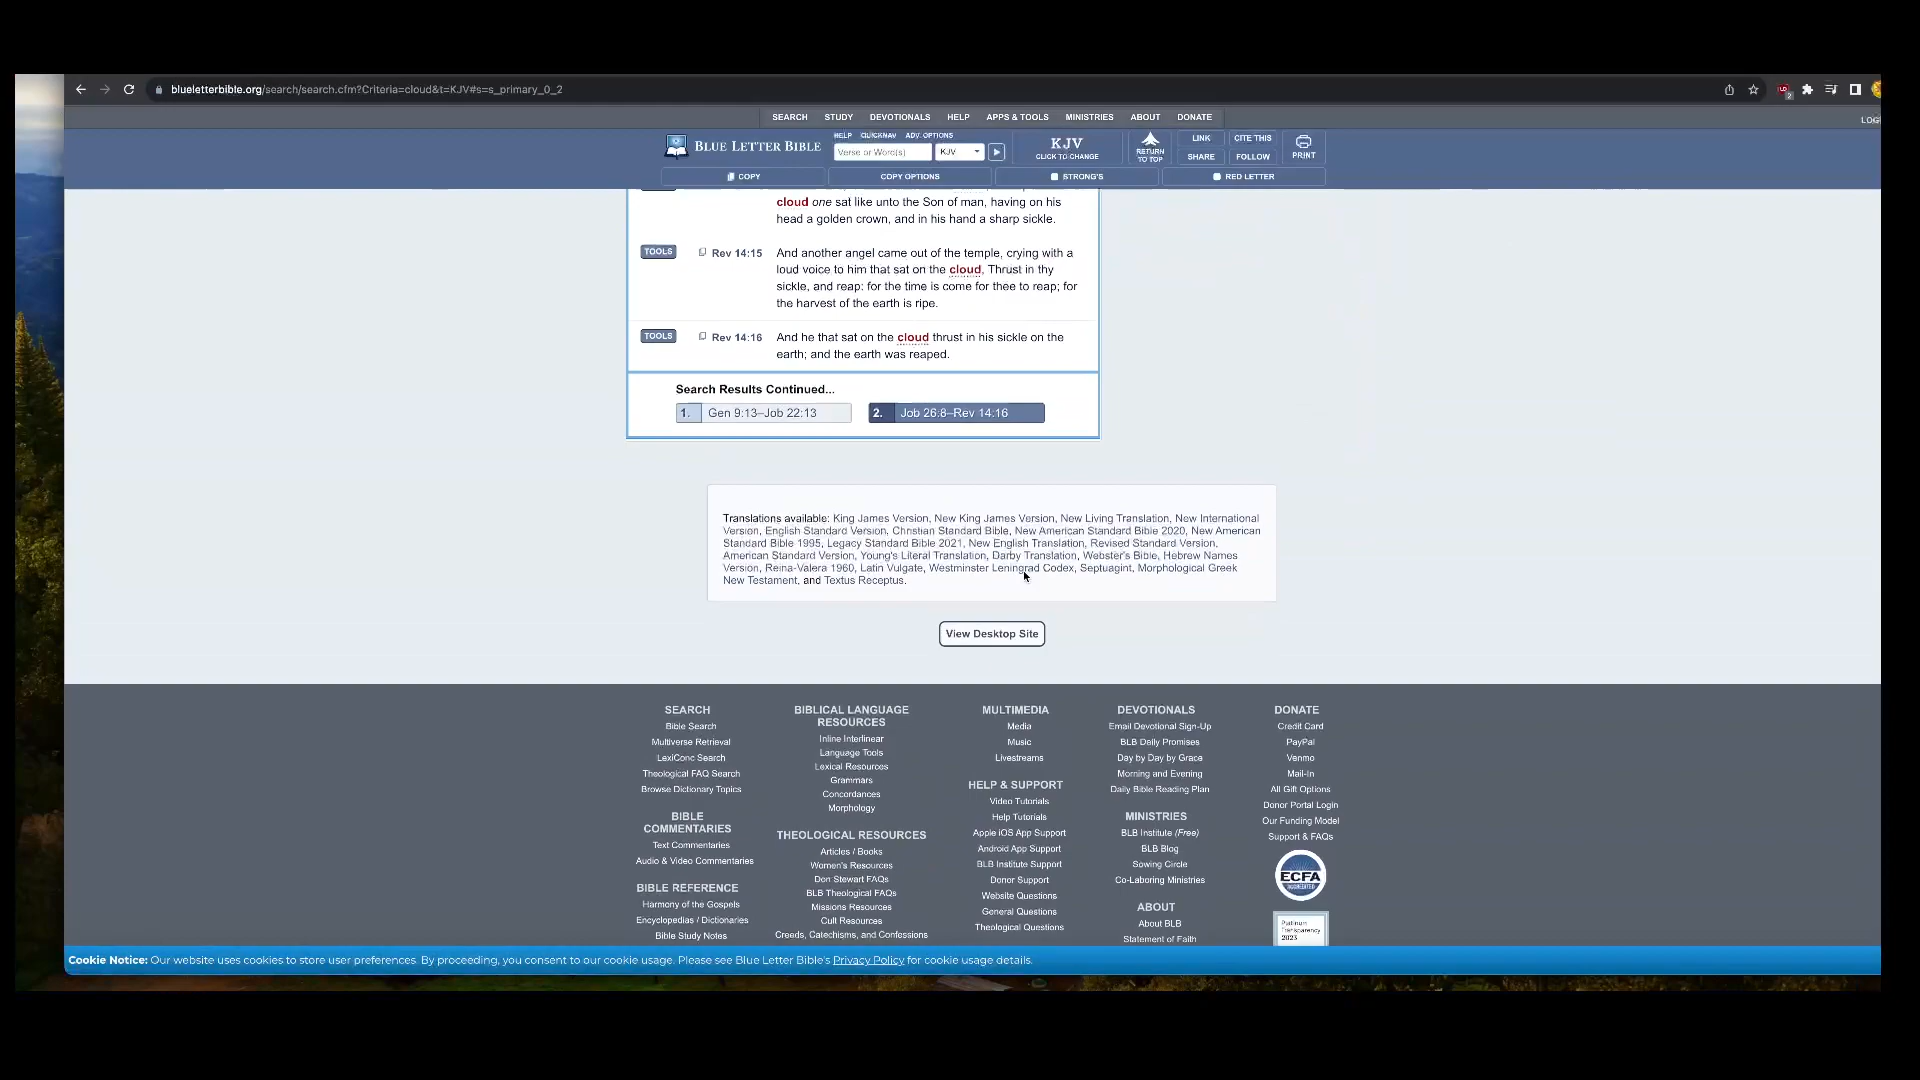 blueletterbible.org/search/search.cfm?Criteria=cloud&t=KJV#s=s_primary_0_2
SEARCH STUDY DEVOTIONALS HELP APPS & TOOLS MINISTRIES ABOUT DONATE
HELP QUICKNAV ADV. OPTIONS
BLUE LETTER BIBLE
Verse or Word(s) KJV
KJV
CLICK TO CHANGE
RETURN
TO TOP
LINK CITE THIS
SHARE FOLLOW
PRINT
COPY COPY OPTIONS STRONG'S RED LETTER
cloud one sat like unto the Son of man, having on his
head a golden crown, and in his hand a sharp sickle.
TOOLS Rev 14:15 And another angel came out of the temple, crying with a
loud voice to him that sat on the cloud, Thrust in thy
sickle, and reap: for the time is come for thee to reap; for
the harvest of the earth is ripe.
TOOLS Rev 14:16 And he that sat on the cloud thrust in his sickle on the
earth; and the earth was reaped.
Search Results Continued...
1. Gen 9:13–Job 22:13 2. Job 26:8–Rev 14:16
Translations available: King James Version, New King James Version, New Living Translation, New International
Version, English Standard Version, Christian Standard Bible, New American Standard Bible 2020, New American
Standard Bible 1995, Legacy Standard Bible 2021, New English Translation, Revised Standard Version,
American Standard Version, Young's Literal Translation, Darby Translation, Webster's Bible, Hebrew Names
Version, Reina-Valera 1960, Latin Vulgate, Westminster Leningrad Codex, Septuagint, Morphological Greek
New Testament, and Textus Receptus.
View Desktop Site
SEARCH
Bible Search
Multiverse Retrieval
LexiConc Search
Theological FAQ Search
Browse Dictionary Topics
BIBLE
COMMENTARIES
Text Commentaries
Audio & Video Commentaries
BIBLE REFERENCE
Harmony of the Gospels
Encyclopedias / Dictionaries
Bible Study Notes
BIBLICAL LANGUAGE
RESOURCES
Inline Interlinear
Language Tools
Lexical Resources
Grammars
Concordances
Morphology
THEOLOGICAL RESOURCES
Articles / Books
Women's Resources
Don Stewart FAQs
BLB Theological FAQs
Missions Resources
Cult Resources
Creeds, Catechisms, and Confessions
MULTIMEDIA
Media
Music
Livestreams
HELP & SUPPORT
Video Tutorials
Help Tutorials
Apple iOS App Support
Android App Support
BLB Institute Support
Donor Support
Website Questions
General Questions
Theological Questions
DEVOTIONALS
Email Devotional Sign-Up
BLB Daily Promises
Day by Day by Grace
Morning and Evening
Daily Bible Reading Plan
MINISTRIES
BLB Institute (Free)
BLB Blog
Sowing Circle
Co-Laboring Ministries
ABOUT
About BLB
Statement of Faith
DONATE
Credit Card
PayPal
Venmo
Mail-In
All Gift Options
Donor Portal Login
Our Funding Model
Support & FAQs
ECFA
ACCREDITED
Platinum
Transparency
2023
Cookie Notice: Our website uses cookies to store user preferences. By proceeding, you consent to our cookie usage. Please see Blue Letter Bible's Privacy Policy for cookie usage details.